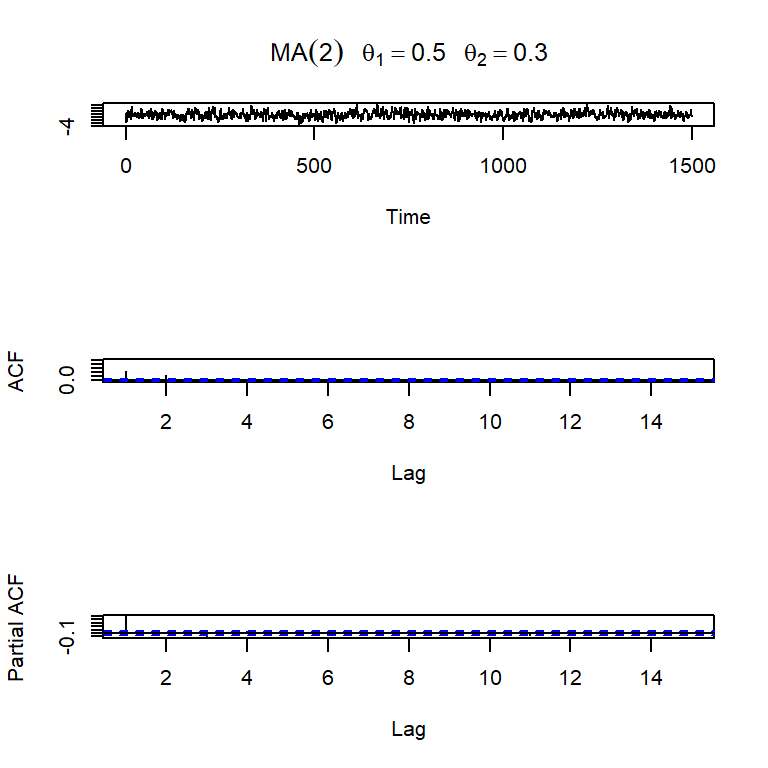 MA(2) θ₁ = 0.5 θ₂ = 0.3
-4
0 500 1000 1500
Time
ACF
0.0
2 4 6 8 10 12 14
Lag
Partial ACF
-0.1
2 4 6 8 10 12 14
Lag